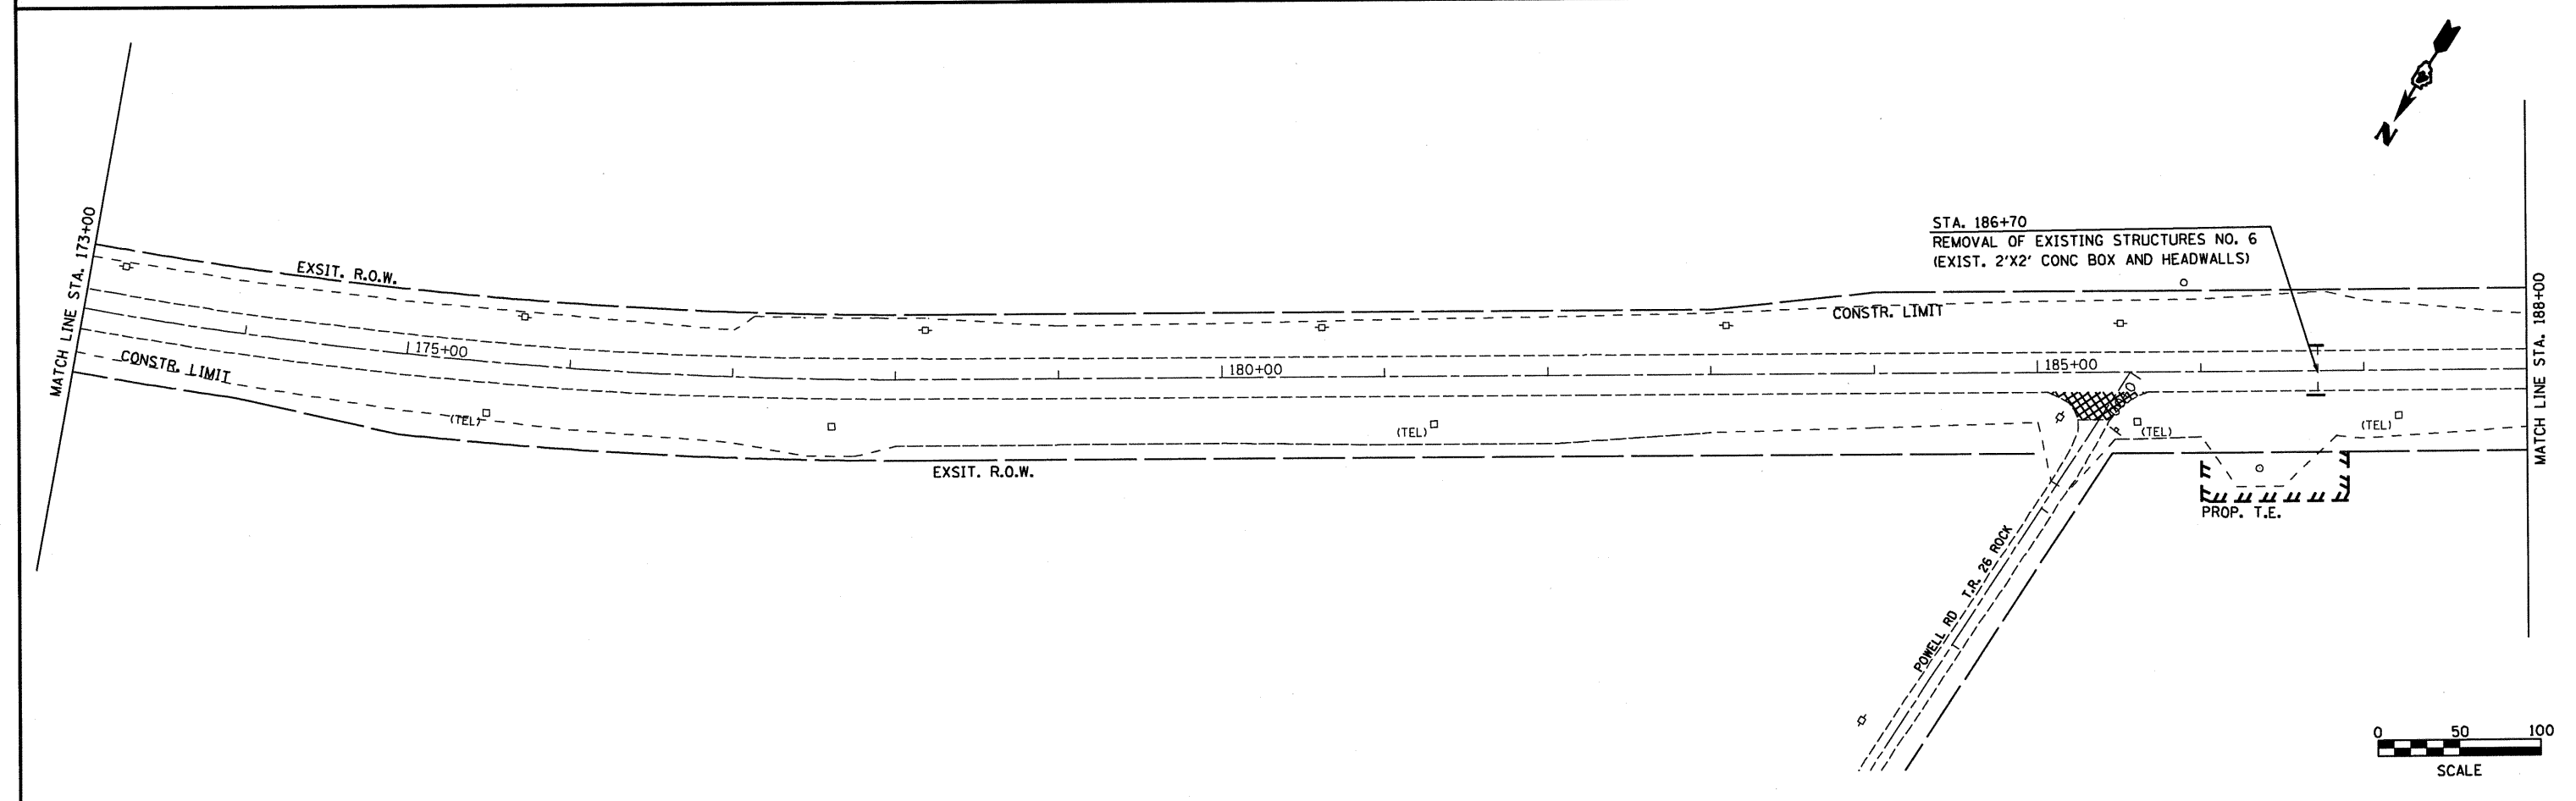 N
STA. 186+70
REMOVAL OF EXISTING STRUCTURES NO. 6
(EXIST. 2'X2' CONC BOX AND HEADWALLS)
MATCH LINE STA. 173+00
EXSIT. R.O.W.
CONSTR. LIMIT
MATCH LINE STA. 188+00
175+00
180+00
185+00
CONSTR. LIMIT
(TEL)
(TEL)
(TEL)
(TEL)
EXSIT. R.O.W.
PROP. T.E.
POWELL RD T.R. 26 ROCK
0 50 100
SCALE